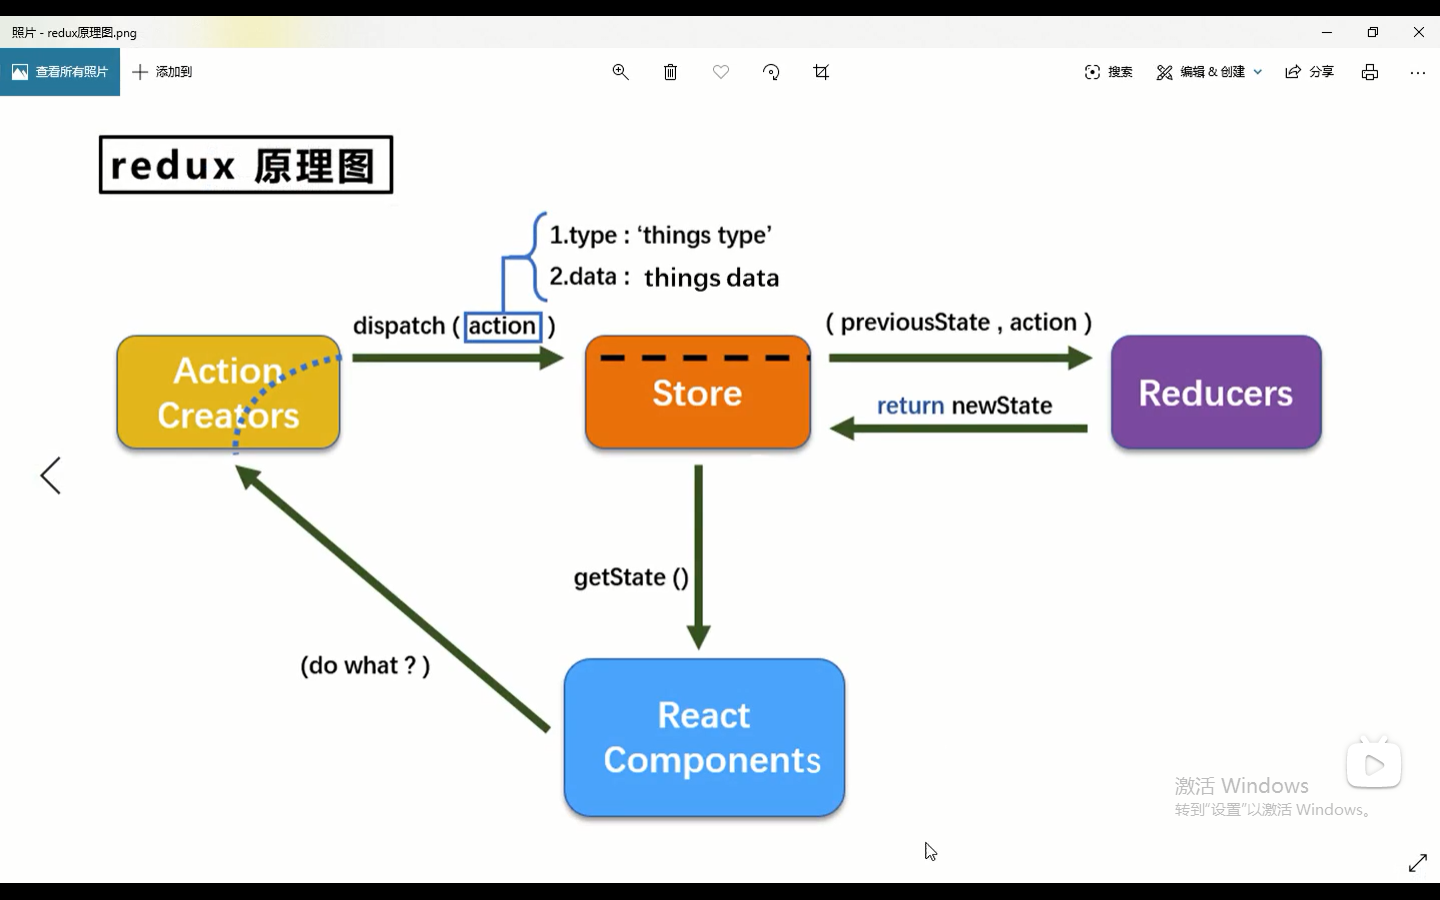 照片 - redux原理图.png
查看所有照片
添加到
搜索
编辑 & 创建
分享
redux 原理图
1.type : ‘things type’
2.data : things data
dispatch ( action )
( previousState , action )
Action
Creators
Store
Reducers
return newState
getState ()
(do what ? )
React
Components
激活 Windows
转到“设置”以激活 Windows。